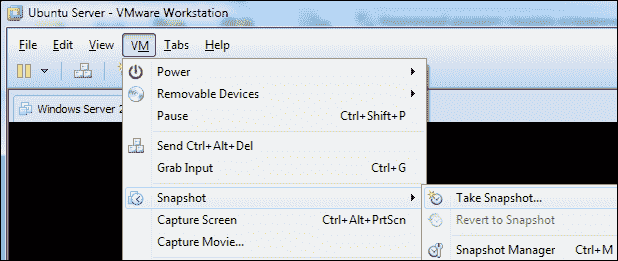 Ubuntu Server - VMware Workstation
File Edit View VM Tabs Help
Power
Removable Devices
Windows Server 2
Pause Ctrl+Shift+P
Send Ctrl+Alt+Del
Grab Input Ctrl+G
Snapshot Take Snapshot...
Capture Screen Ctrl+Alt+PrtScn Revert to Snapshot
Capture Movie... Snapshot Manager Ctrl+M